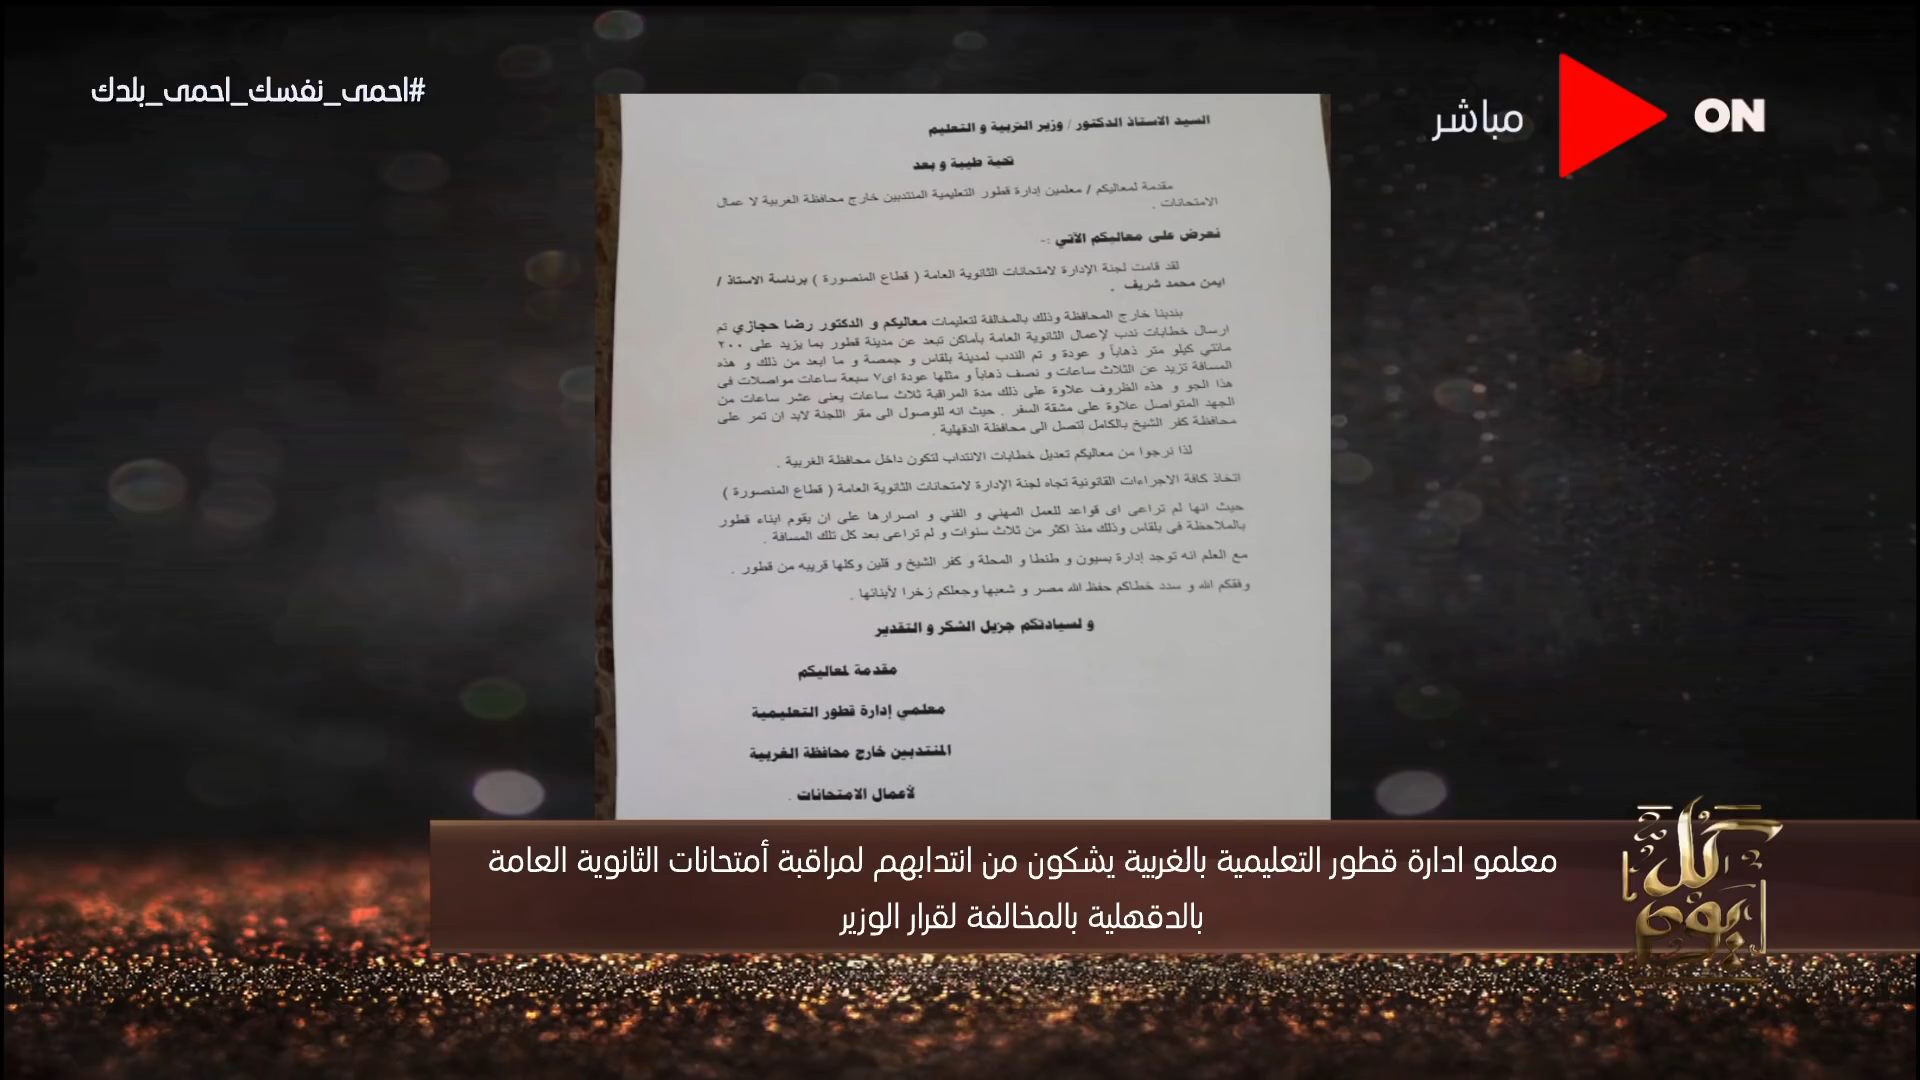 #احمى_نفسك_احمى_بلدك
مباشر
ON
السيد الاستاذ الدكتور / وزير التربية و التعليم
تحية طيبة و بعد
مقدمة لمعاليكم / معلمين إدارة قطور التعليمية المنتدبين خارج محافظة الغربية لا عمال
الامتحانات .
نعرض على معاليكم الآتي :-
لقد قامت لجنة الإدارة لامتحانات الثانوية العامة ( قطاع المنصورة ) برئاسة الاستاذ /
ايمن محمد شريف .
بندبنا خارج المحافظة وذلك بالمخالفة لتعليمات معاليكم و الدكتور رضا حجازي تم
ارسال خطابات ندب لإعمال الثانوية العامة بأماكن تبعد عن مدينة قطور بما يزيد على ٢٠٠
مائتي كيلو متر ذهاباً و عودة و تم الندب لمدينة بلقاس و جمصة و ما ابعد من ذلك و هذه
المسافة تزيد عن الثلاث ساعات و نصف ذهاباً و مثلها عودة اى٧ سبعة ساعات مواصلات فى
هذا الجو و هذه الظروف علاوة على ذلك مدة المراقبة ثلاث ساعات يعنى عشر ساعات من
الجهد المتواصل علاوة على مشقة السفر . حيث انه للوصول الى مقر اللجنة لابد ان تمر على
محافظة كفر الشيخ بالكامل لتصل الى محافظة الدقهلية .
لذا نرجوا من معاليكم تعديل خطابات الانتداب لتكون داخل محافظة الغربية .
اتخاذ كافة الاجراءات القانونية تجاه لجنة الإدارة لامتحانات الثانوية العامة ( قطاع المنصورة )
حيث انها لم تراعى اى قواعد للعمل المهني و الفني و اصرارها على ان يقوم ابناء قطور
بالملاحظة فى بلقاس وذلك منذ اكثر من ثلاث سنوات و لم تراعى بعد كل تلك المسافة .
مع العلم انه توجد إدارة بسيون و طنطا و المحلة و كفر الشيخ و قلين وكلها قريبه من قطور .
وفقكم الله و سدد خطاكم حفظ الله مصر و شعبها وجعلكم زخرا لأبنائها .
و لسيادتكم جزيل الشكر و التقدير
مقدمة لمعاليكم
معلمي إدارة قطور التعليمية
المنتدبين خارج محافظة الغربية
لأعمال الامتحانات .
معلمو ادارة قطور التعليمية بالغربية يشكون من انتدابهم لمراقبة أمتحانات الثانوية العامة
بالدقهلية بالمخالفة لقرار الوزير
كل يوم